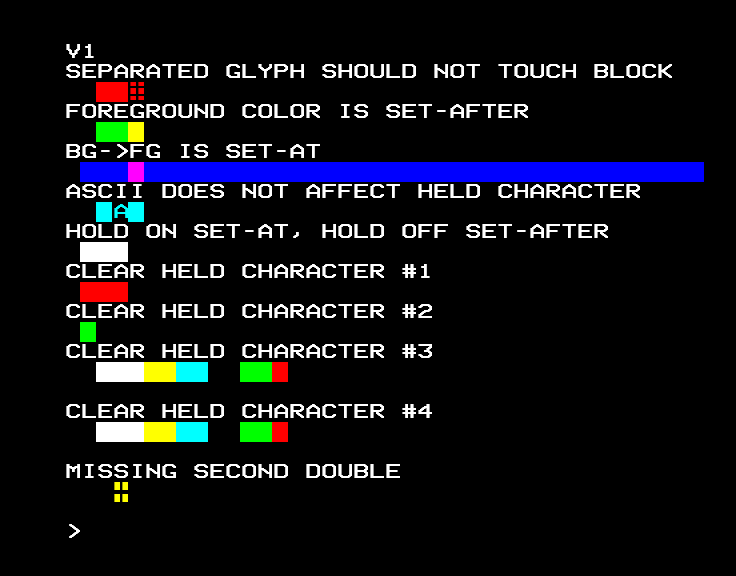 V1
SEPARATED GLYPH SHOULD NOT TOUCH BLOCK
FOREGROUND COLOR IS SET-AFTER
BG->FG IS SET-AT
ASCII DOES NOT AFFECT HELD CHARACTER
A
HOLD ON SET-AT, HOLD OFF SET-AFTER
CLEAR HELD CHARACTER #1
CLEAR HELD CHARACTER #2
CLEAR HELD CHARACTER #3
CLEAR HELD CHARACTER #4
MISSING SECOND DOUBLE
>